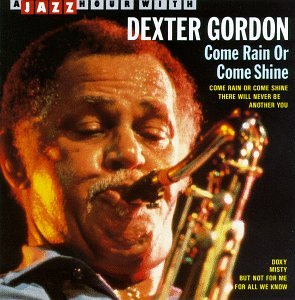 A JAZZ HOUR WITH
DEXTER GORDON
Come Rain Or
Come Shine
COME RAIN OR COME SHINE
THERE WILL NEVER BE
ANOTHER YOU
DOXY
MISTY
BUT NOT FOR ME
FOR ALL WE KNOW